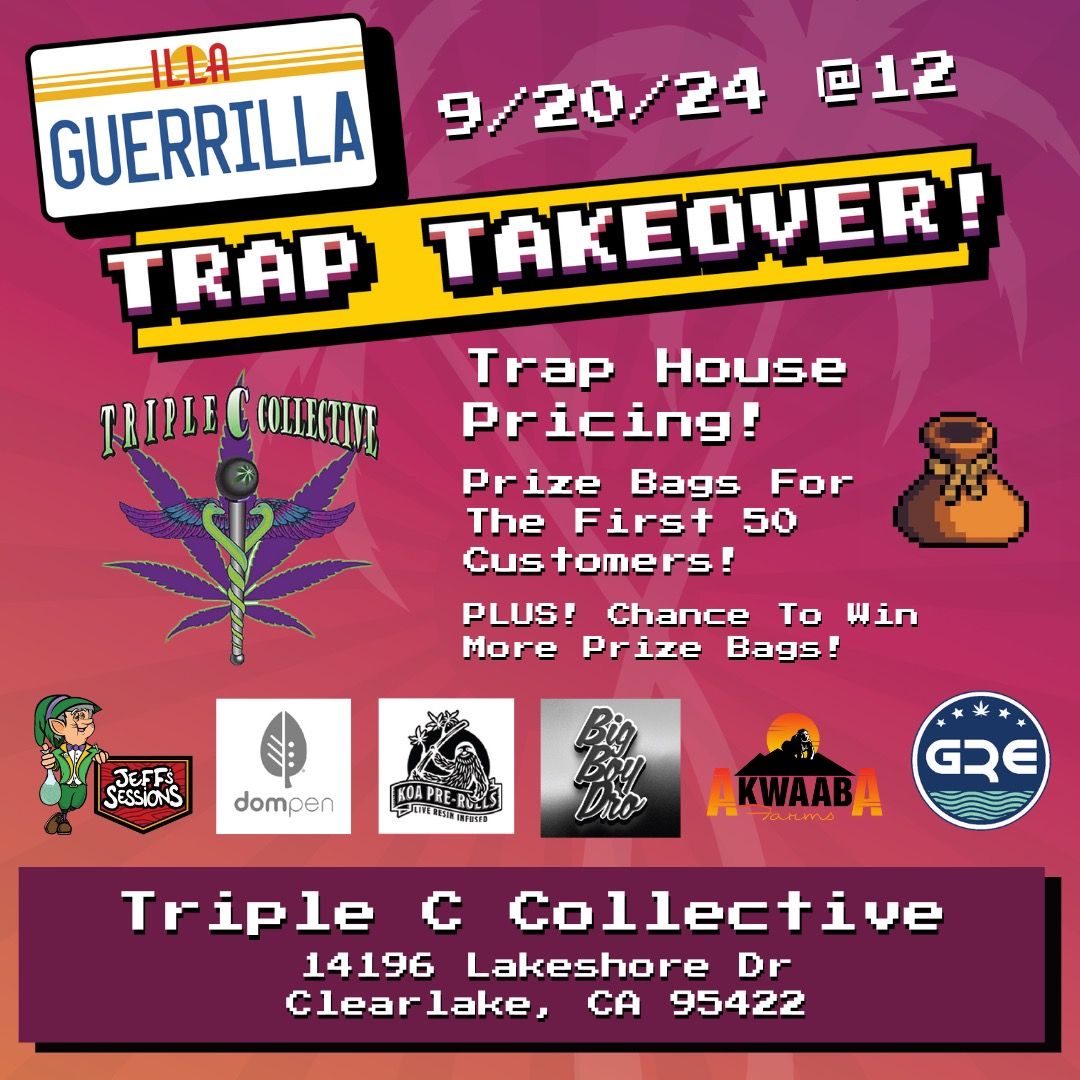 ILLA
GUERRILLA
9/20/24 @12
TRAP TAKEOVER!
TRIPLE C COLLECTIVE
Trap House
Pricing!
Prize Bags For
The First 50
Customers!
PLUS! Chance To Win
More Prize Bags!
JEFF'S
SESSIONS
dompen
KOA PRE-ROLLS
LIVE RESIN INFUSED
Big
Boy
Dro
AKWAABA
farms
GRE
Triple C Collective
14196 Lakeshore Dr
Clearlake, CA 95422